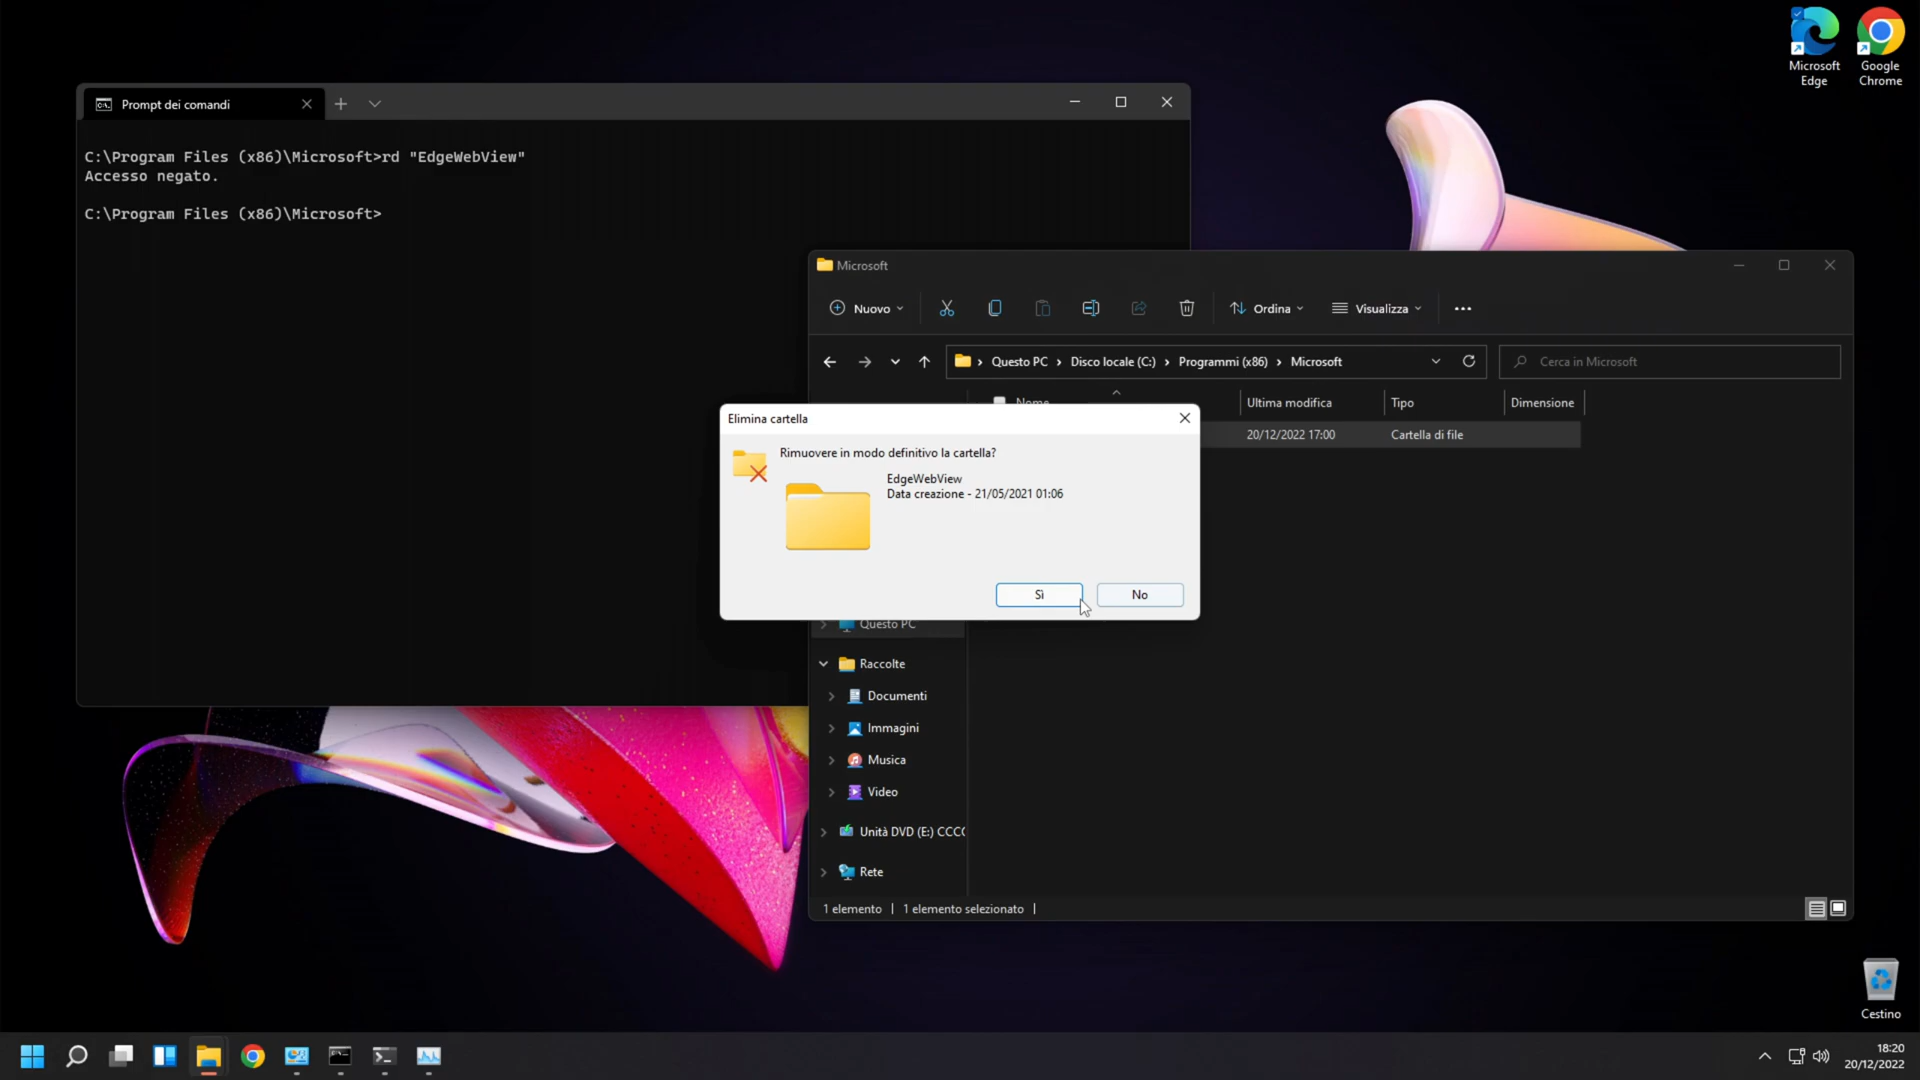 Microsoft
Edge
Google
Chrome
Prompt dei comandi
C:\Program Files (x86)\Microsoft>rd "EdgeWebView"
Accesso negato.
C:\Program Files (x86)\Microsoft>
Microsoft
Nuovo
Ordina
Visualizza
Questo PC > Disco locale (C:) > Programmi (x86) > Microsoft
Cerca in Microsoft
Nome
Ultima modifica
Tipo
Dimensione
20/12/2022 17:00
Cartella di file
Elimina cartella
Rimuovere in modo definitivo la cartella?
EdgeWebView
Data creazione - 21/05/2021 01:06
Sì
No
Questo PC
Raccolte
Documenti
Immagini
Musica
Video
Unità DVD (E:) CCC
Rete
1 elemento
1 elemento selezionato
Cestino
18:20
20/12/2022